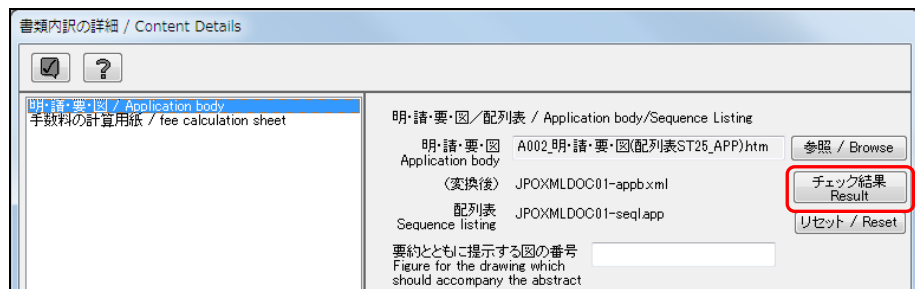 書類内訳の詳細 / Content Details
?
明・請・要・図 / Application body
手数料の計算用紙 / fee calculation sheet
明・請・要・図／配列表 / Application body/Sequence Listing
明・請・要・図 A002_明・請・要・図(配列表ST25_APP).htm 参照 / Browse
Application body
(変換後) JPOXMLDOC01-appb.xml チェック結果
Result
配列表 JPOXMLDOC01-seql.app
Sequence listing リセット / Reset
要約とともに提示する図の番号
Figure for the drawing which
should accompany the abstract